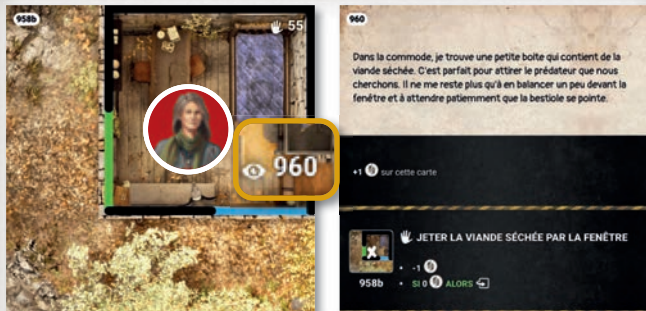 958b
55
960
960
Dans la commode, je trouve une petite boite qui contient de la
viande séchée. C'est parfait pour attirer le prédateur que nous
cherchons. Il ne me reste plus qu'à en balancer un peu devant la
fenêtre et à attendre patiemment que la bestiole se pointe.
+1 sur cette carte
JETER LA VIANDE SÉCHÉE PAR LA FENÊTRE
• -1
958b
• SI 0 ALORS